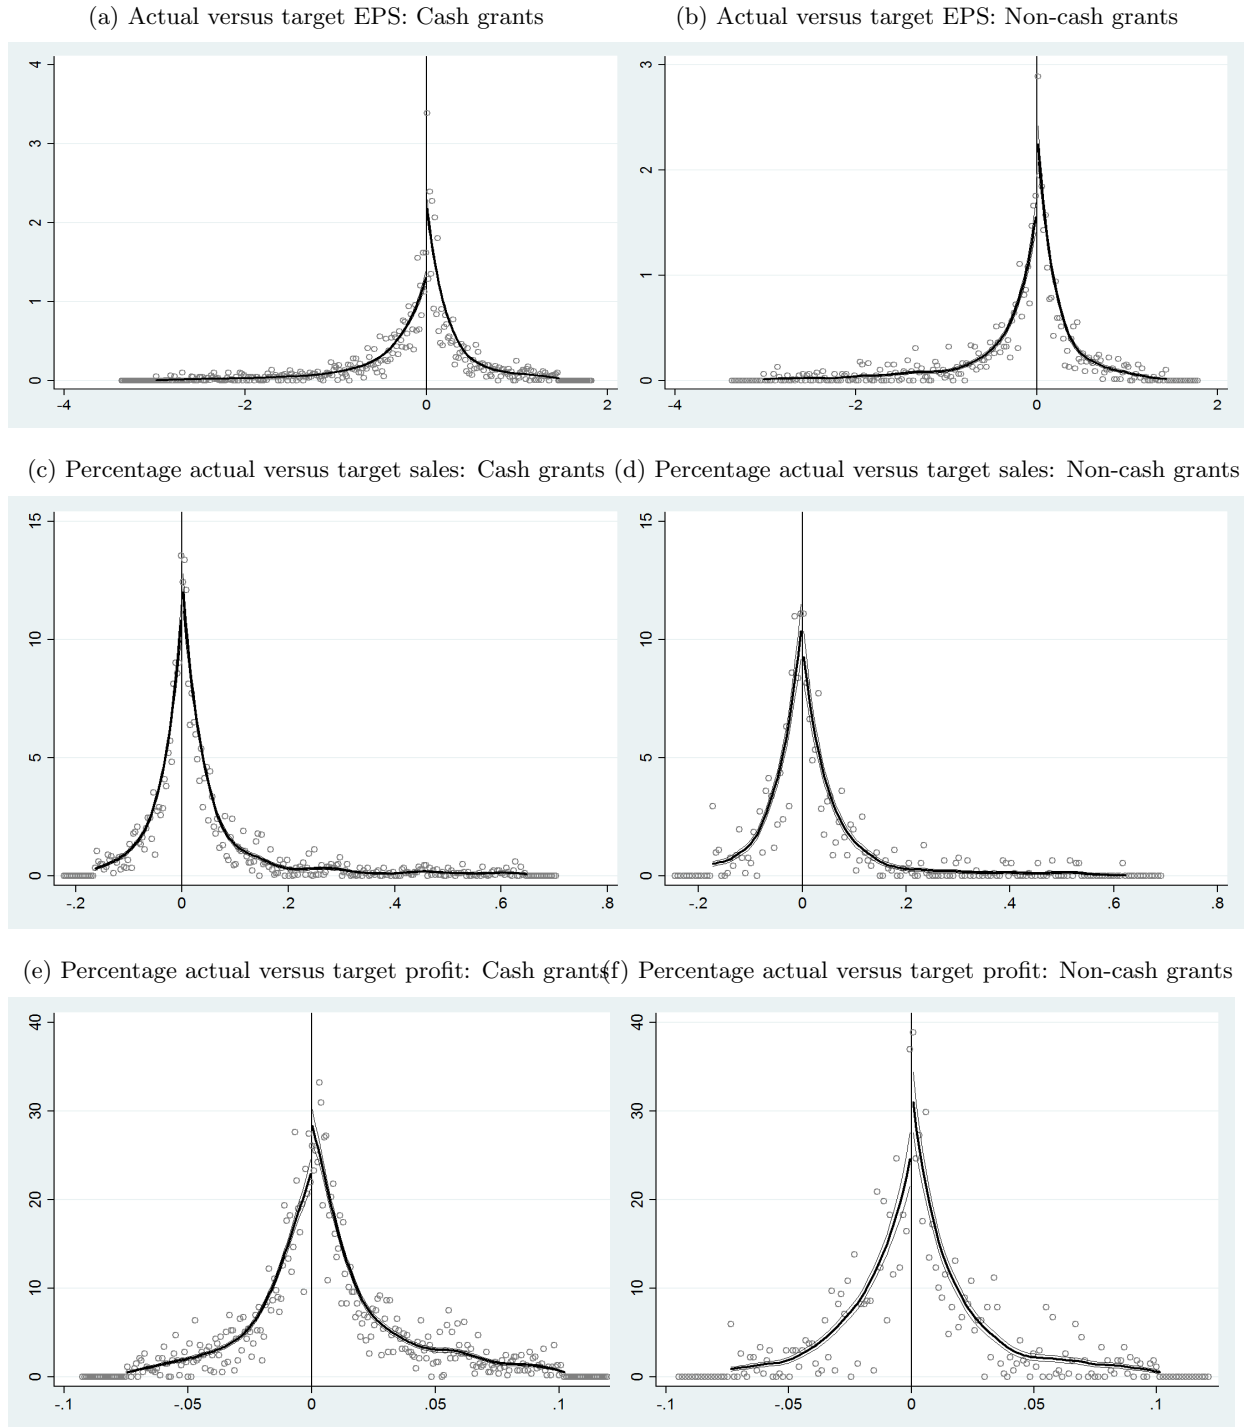 (a) Actual versus target EPS: Cash grants
(b) Actual versus target EPS: Non-cash grants
4
3
2
1
0
-4 -2 0 2
3
2
1
0
-4 -2 0 2
(c) Percentage actual versus target sales: Cash grants
(d) Percentage actual versus target sales: Non-cash grants
15
10
5
0
-.2 0 .2 .4 .6 .8
15
10
5
0
-.2 0 .2 .4 .6 .8
(e) Percentage actual versus target profit: Cash grants
(f) Percentage actual versus target profit: Non-cash grants
40
30
20
10
0
-.1 -.05 0 .05 .1
40
30
20
10
0
-.1 -.05 0 .05 .1